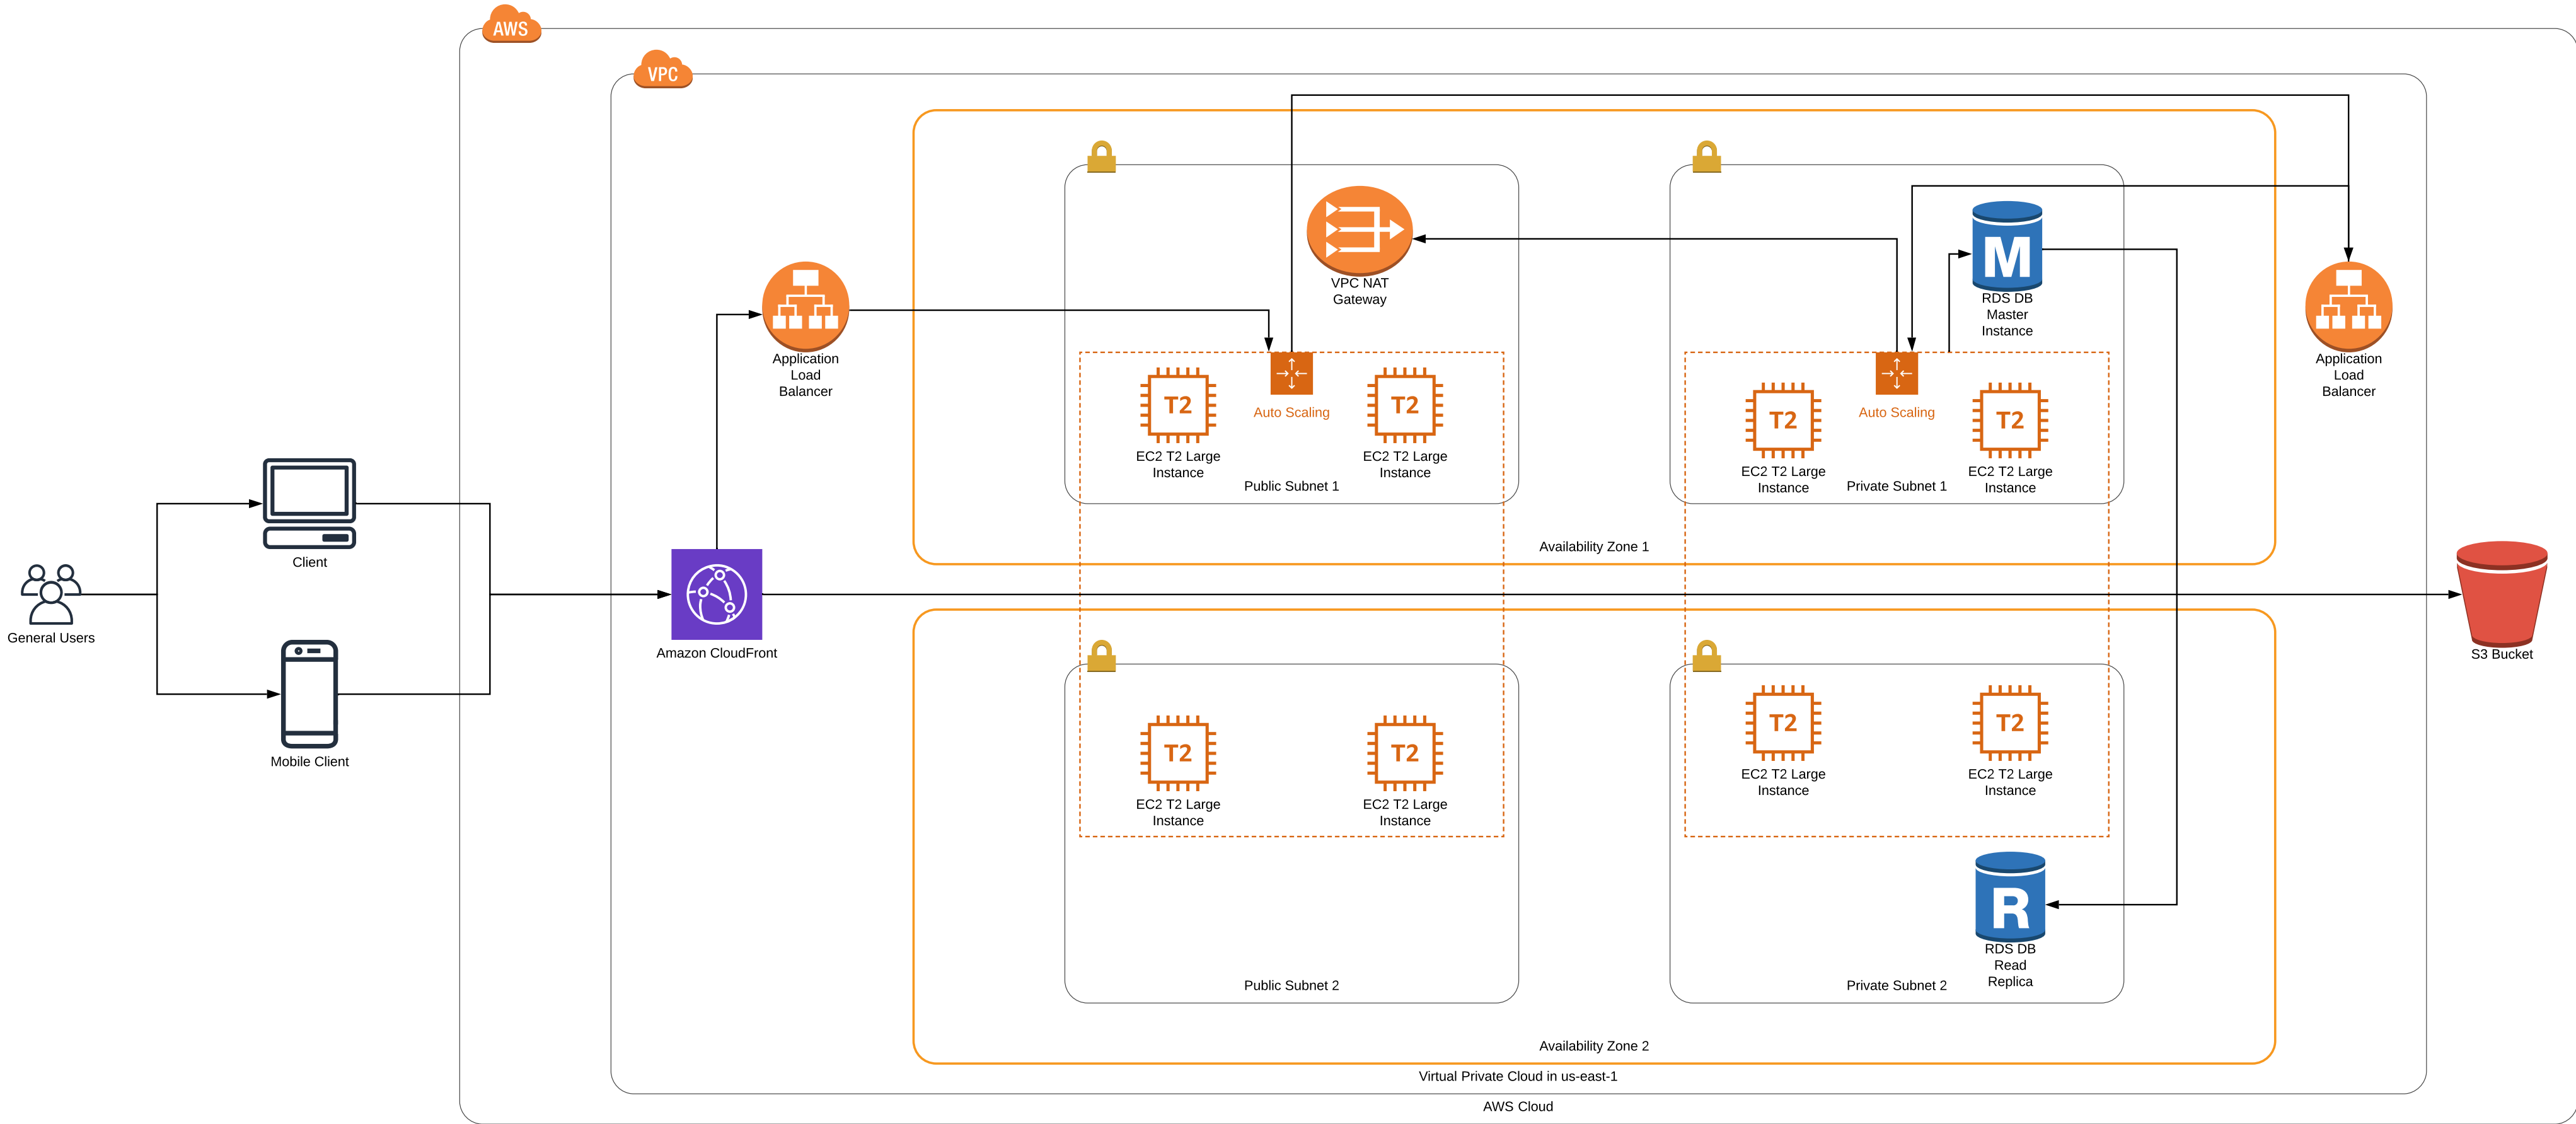 AWS
VPC
VPC NAT
Gateway
M
RDS DB
Master
Instance
Application
Load
Balancer
Application
Load
Balancer
T2
Auto Scaling
T2
T2
Auto Scaling
T2
EC2 T2 Large
Instance
EC2 T2 Large
Instance
EC2 T2 Large
Instance
EC2 T2 Large
Instance
Public Subnet 1
Private Subnet 1
Availability Zone 1
Client
General Users
Amazon CloudFront
S3 Bucket
Mobile Client
T2
T2
T2
T2
EC2 T2 Large
Instance
EC2 T2 Large
Instance
EC2 T2 Large
Instance
EC2 T2 Large
Instance
R
RDS DB
Read
Replica
Public Subnet 2
Private Subnet 2
Availability Zone 2
Virtual Private Cloud in us-east-1
AWS Cloud